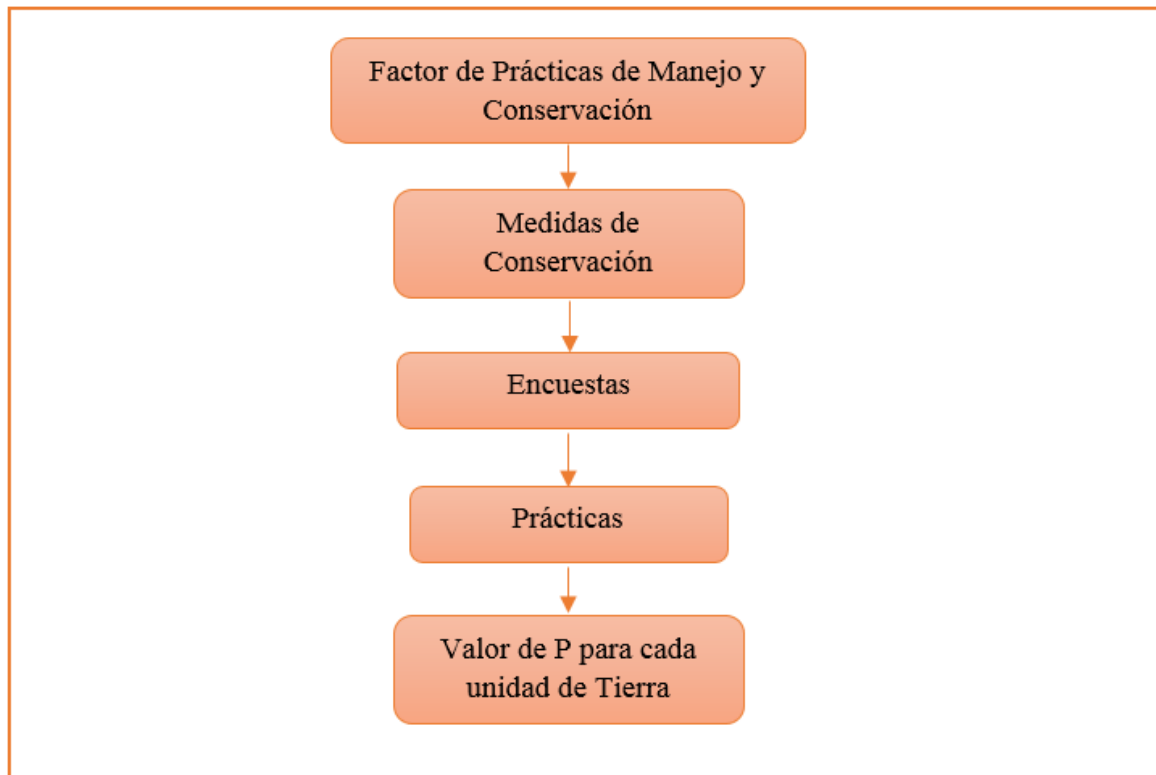 Factor de Prácticas de Manejo y
Conservación
Medidas de
Conservación
Encuestas
Prácticas
Valor de P para cada
unidad de Tierra